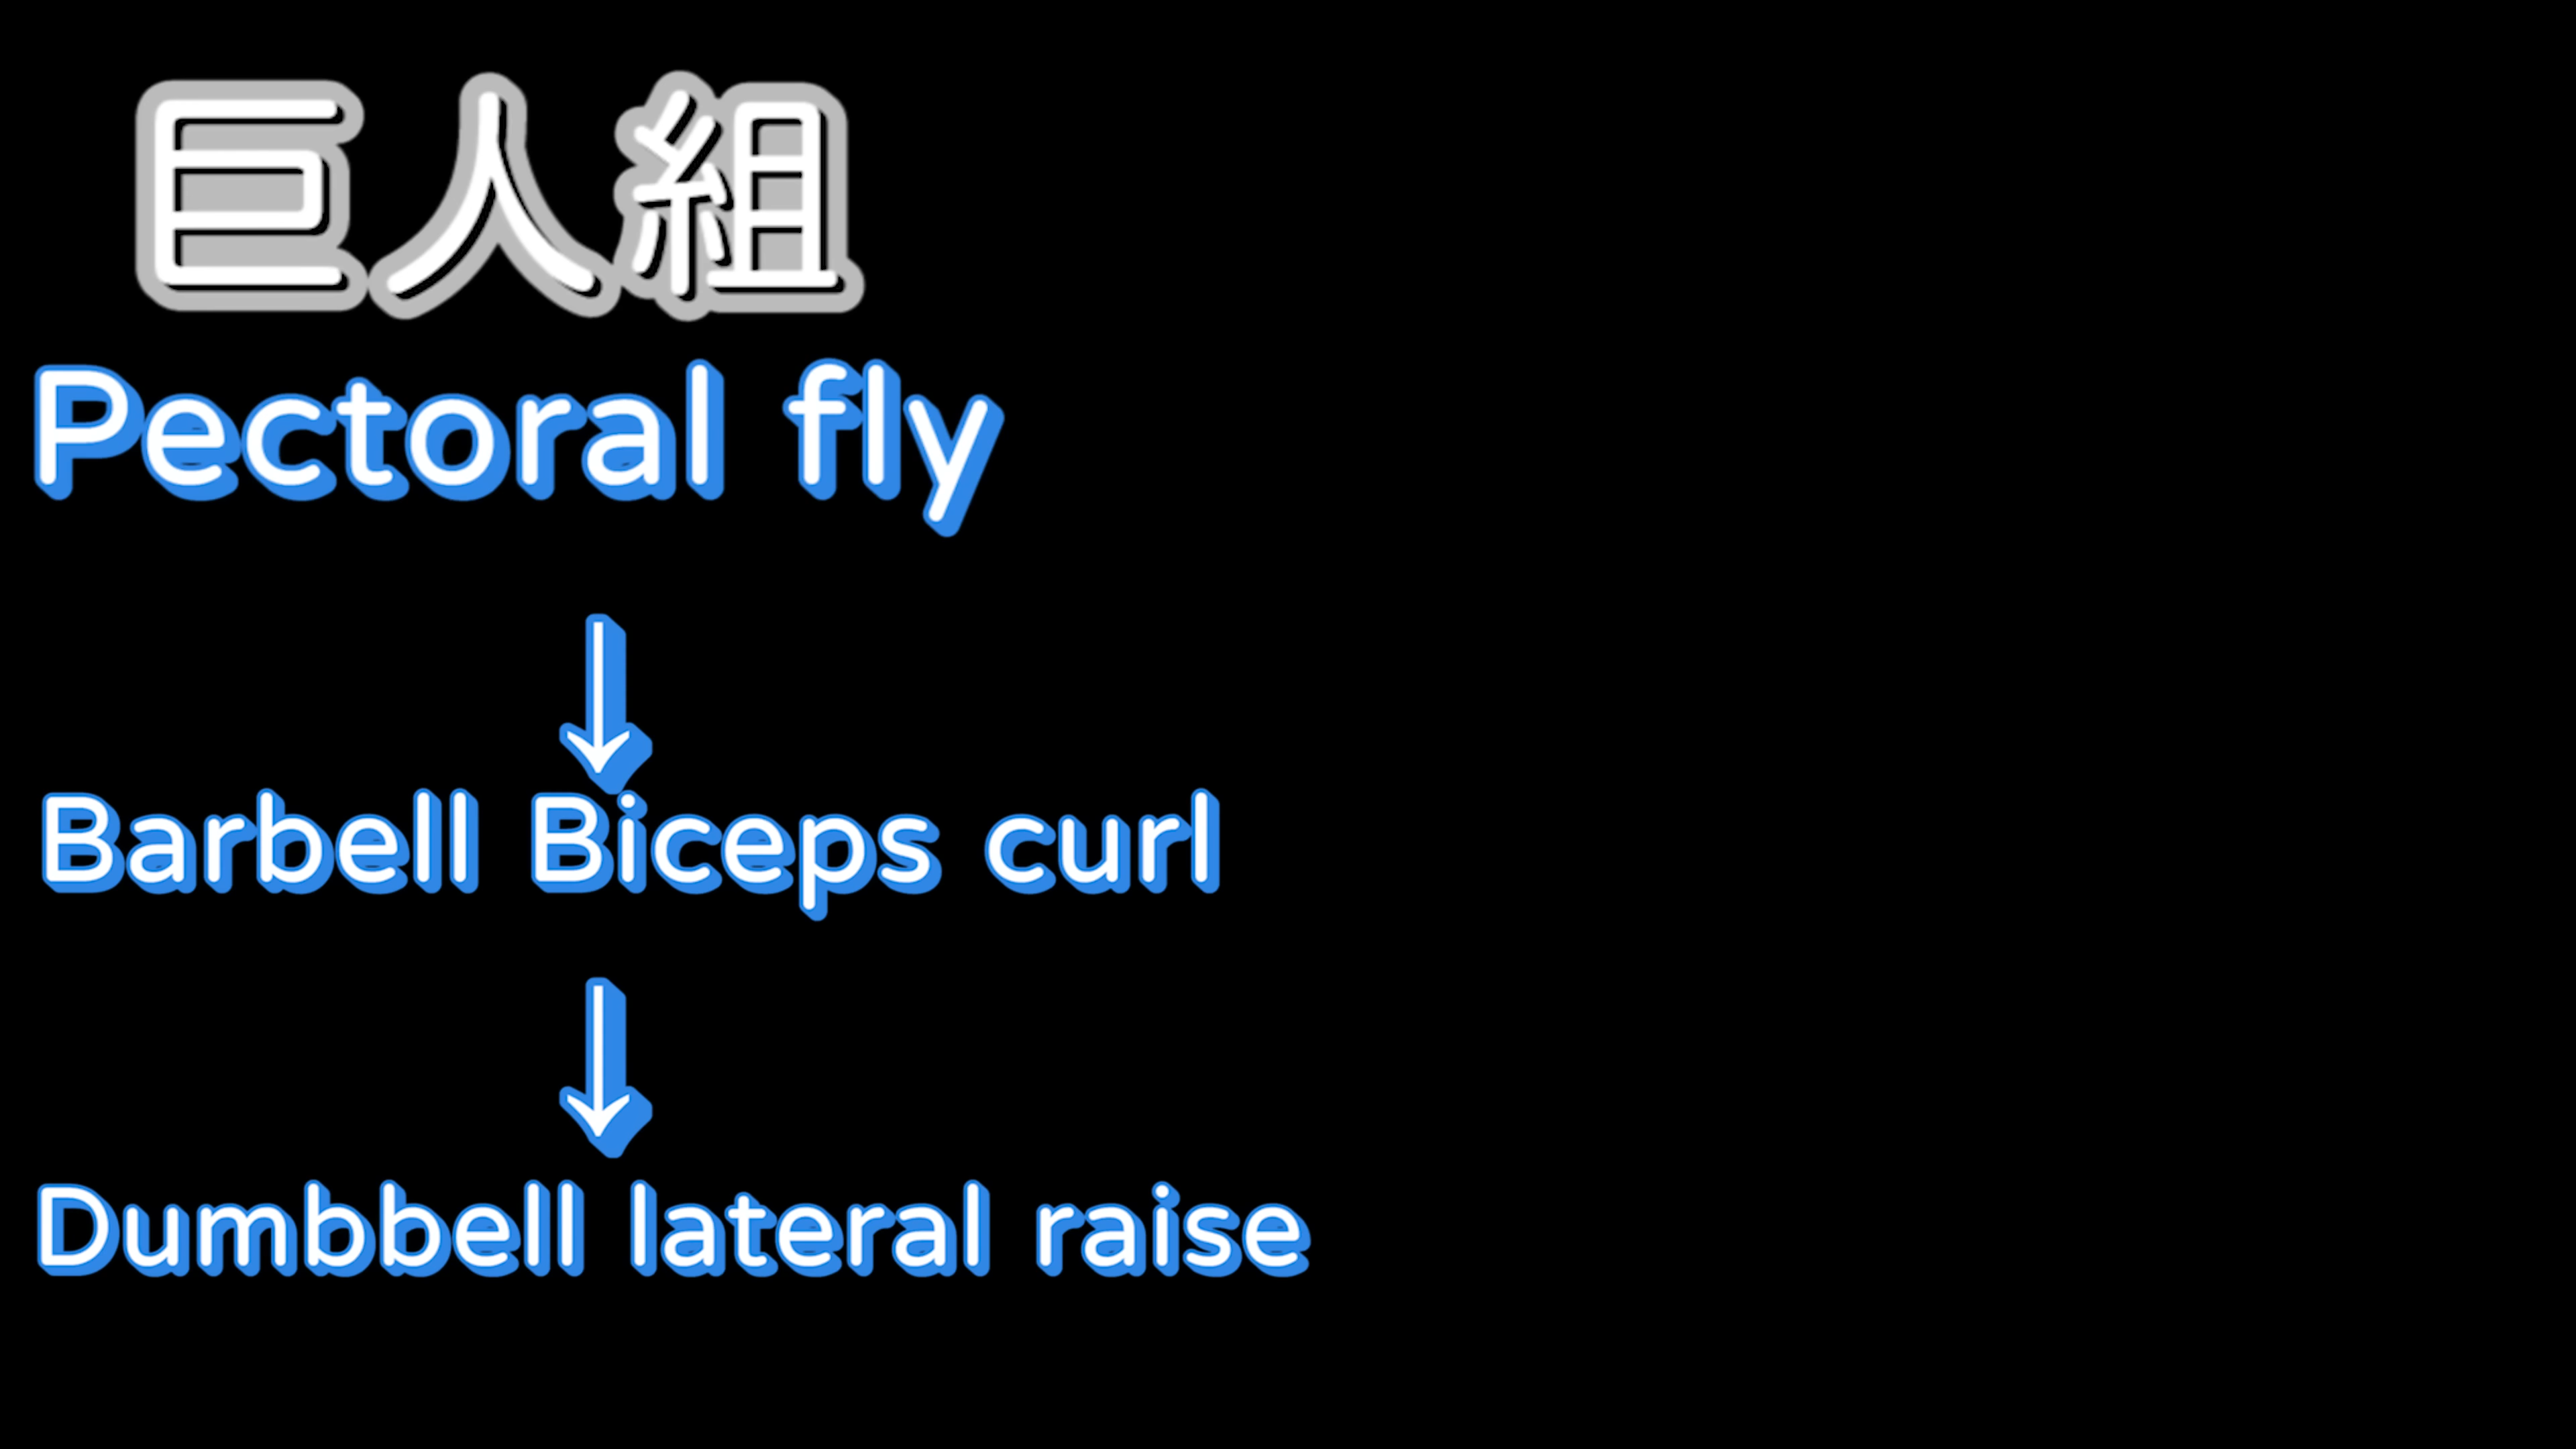 巨人組
Pectoral fly
↓
Barbell Biceps curl
↓
Dumbbell lateral raise